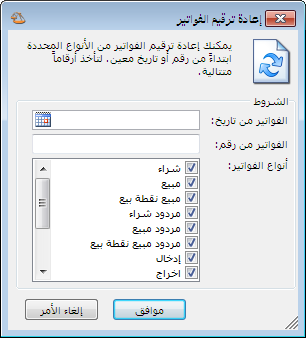 إعادة ترقيم الفواتير
يمكنك إعادة ترقيم الفواتير من الأنواع المحددة
ابتداءً من رقم أو تاريخ معين، لتأخذ أرقاماً
متتالية.
الشروط
الفواتير من تاريخ:
الفواتير من رقم:
أنواع الفواتير:
شراء
مبيع
مبيع نقطة بيع
مردود شراء
مردود مبيع
مردود مبيع نقطة بيع
إدخال
اخراج
موافق
إلغاء الأمر